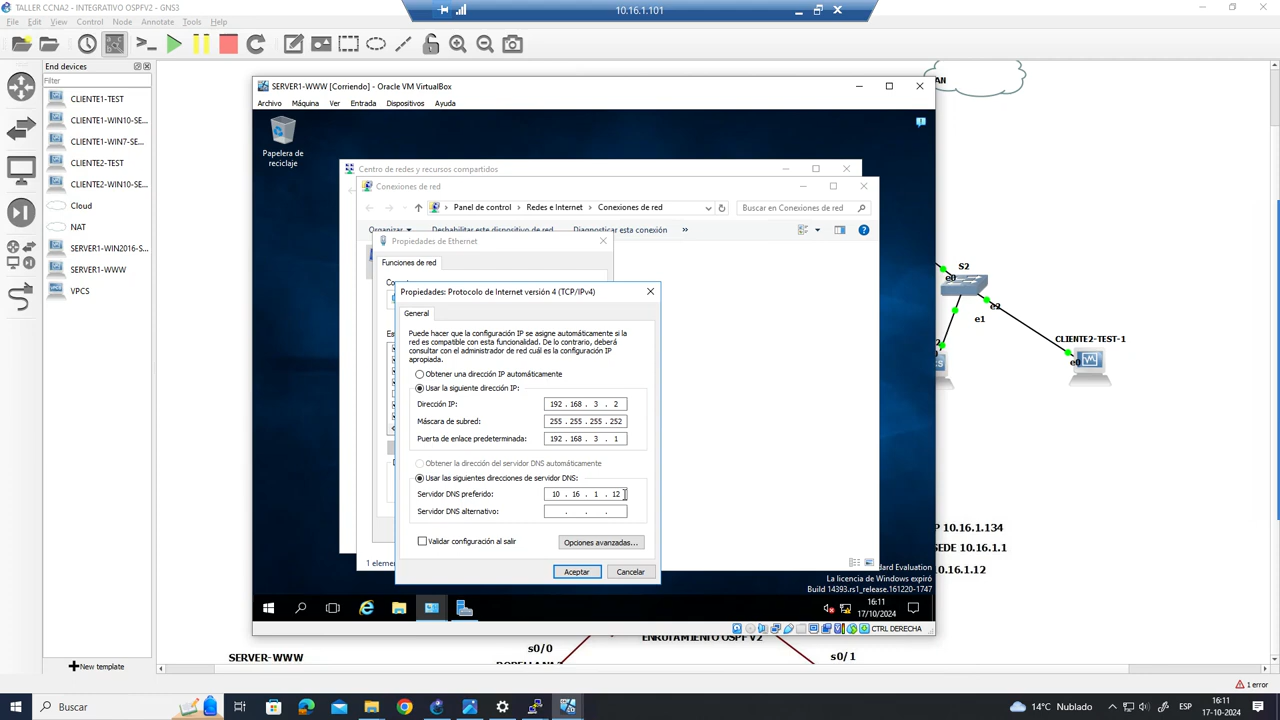 TALLER CCNA2 - INTEGRATIVO OSPFV2 - GNS3
10.16.1.101
File Edit View Control Node Annotate Tools Help
End devices
Filter
CLIENTE1-TEST
CLIENTE1-WIN10-SE...
CLIENTE1-WIN7-SE...
CLIENTE2-TEST
CLIENTE2-WIN10-SE...
Cloud
NAT
SERVER1-WIN2016-S...
SERVER1-WWW
VPCS
New template
SERVER1-WWW [Corriendo] - Oracle VM VirtualBox
Archivo Máquina Ver Entrada Dispositivos Ayuda
Papelera de
reciclaje
Centro de redes y recursos compartidos
Conexiones de red
Panel de control Redes e Internet Conexiones de red
Buscar en Conexiones de red
Organizar Deshabilitar este dispositivo de red Diagnosticar esta conexión »
Propiedades de Ethernet
Funciones de red
Propiedades: Protocolo de Internet versión 4 (TCP/IPv4)
General
Puede hacer que la configuración IP se asigne automáticamente si la
red es compatible con esta funcionalidad. De lo contrario, deberá
consultar con el administrador de red cuál es la configuración IP
apropiada.
Obtener una dirección IP automáticamente
Usar la siguiente dirección IP:
Dirección IP: 192 . 168 . 3 . 2
Máscara de subred: 255 . 255 . 255 . 252
Puerta de enlace predeterminada: 192 . 168 . 3 . 1
Obtener la dirección del servidor DNS automáticamente
Usar las siguientes direcciones de servidor DNS:
Servidor DNS preferido: 10 . 16 . 1 . 12
Servidor DNS alternativo: . . .
Validar configuración al salir
Opciones avanzadas...
Aceptar Cancelar
1 eleme
dard Evaluation
La licencia de Windows expiró
Build 14393.rs1_release.161220-1747
16:11
17/10/2024
CTRL DERECHA
AN
S2
e0
e2
e1
CLIENTE2-TEST-1
e0
P 10.16.1.134
EDE 10.16.1.1
10.16.1.12
ENRUTAMIENTO OSPFV2
s0/0
s0/1
SERVER-WWW
1 error
Buscar
14°C Nublado
ESP
16:11
17-10-2024